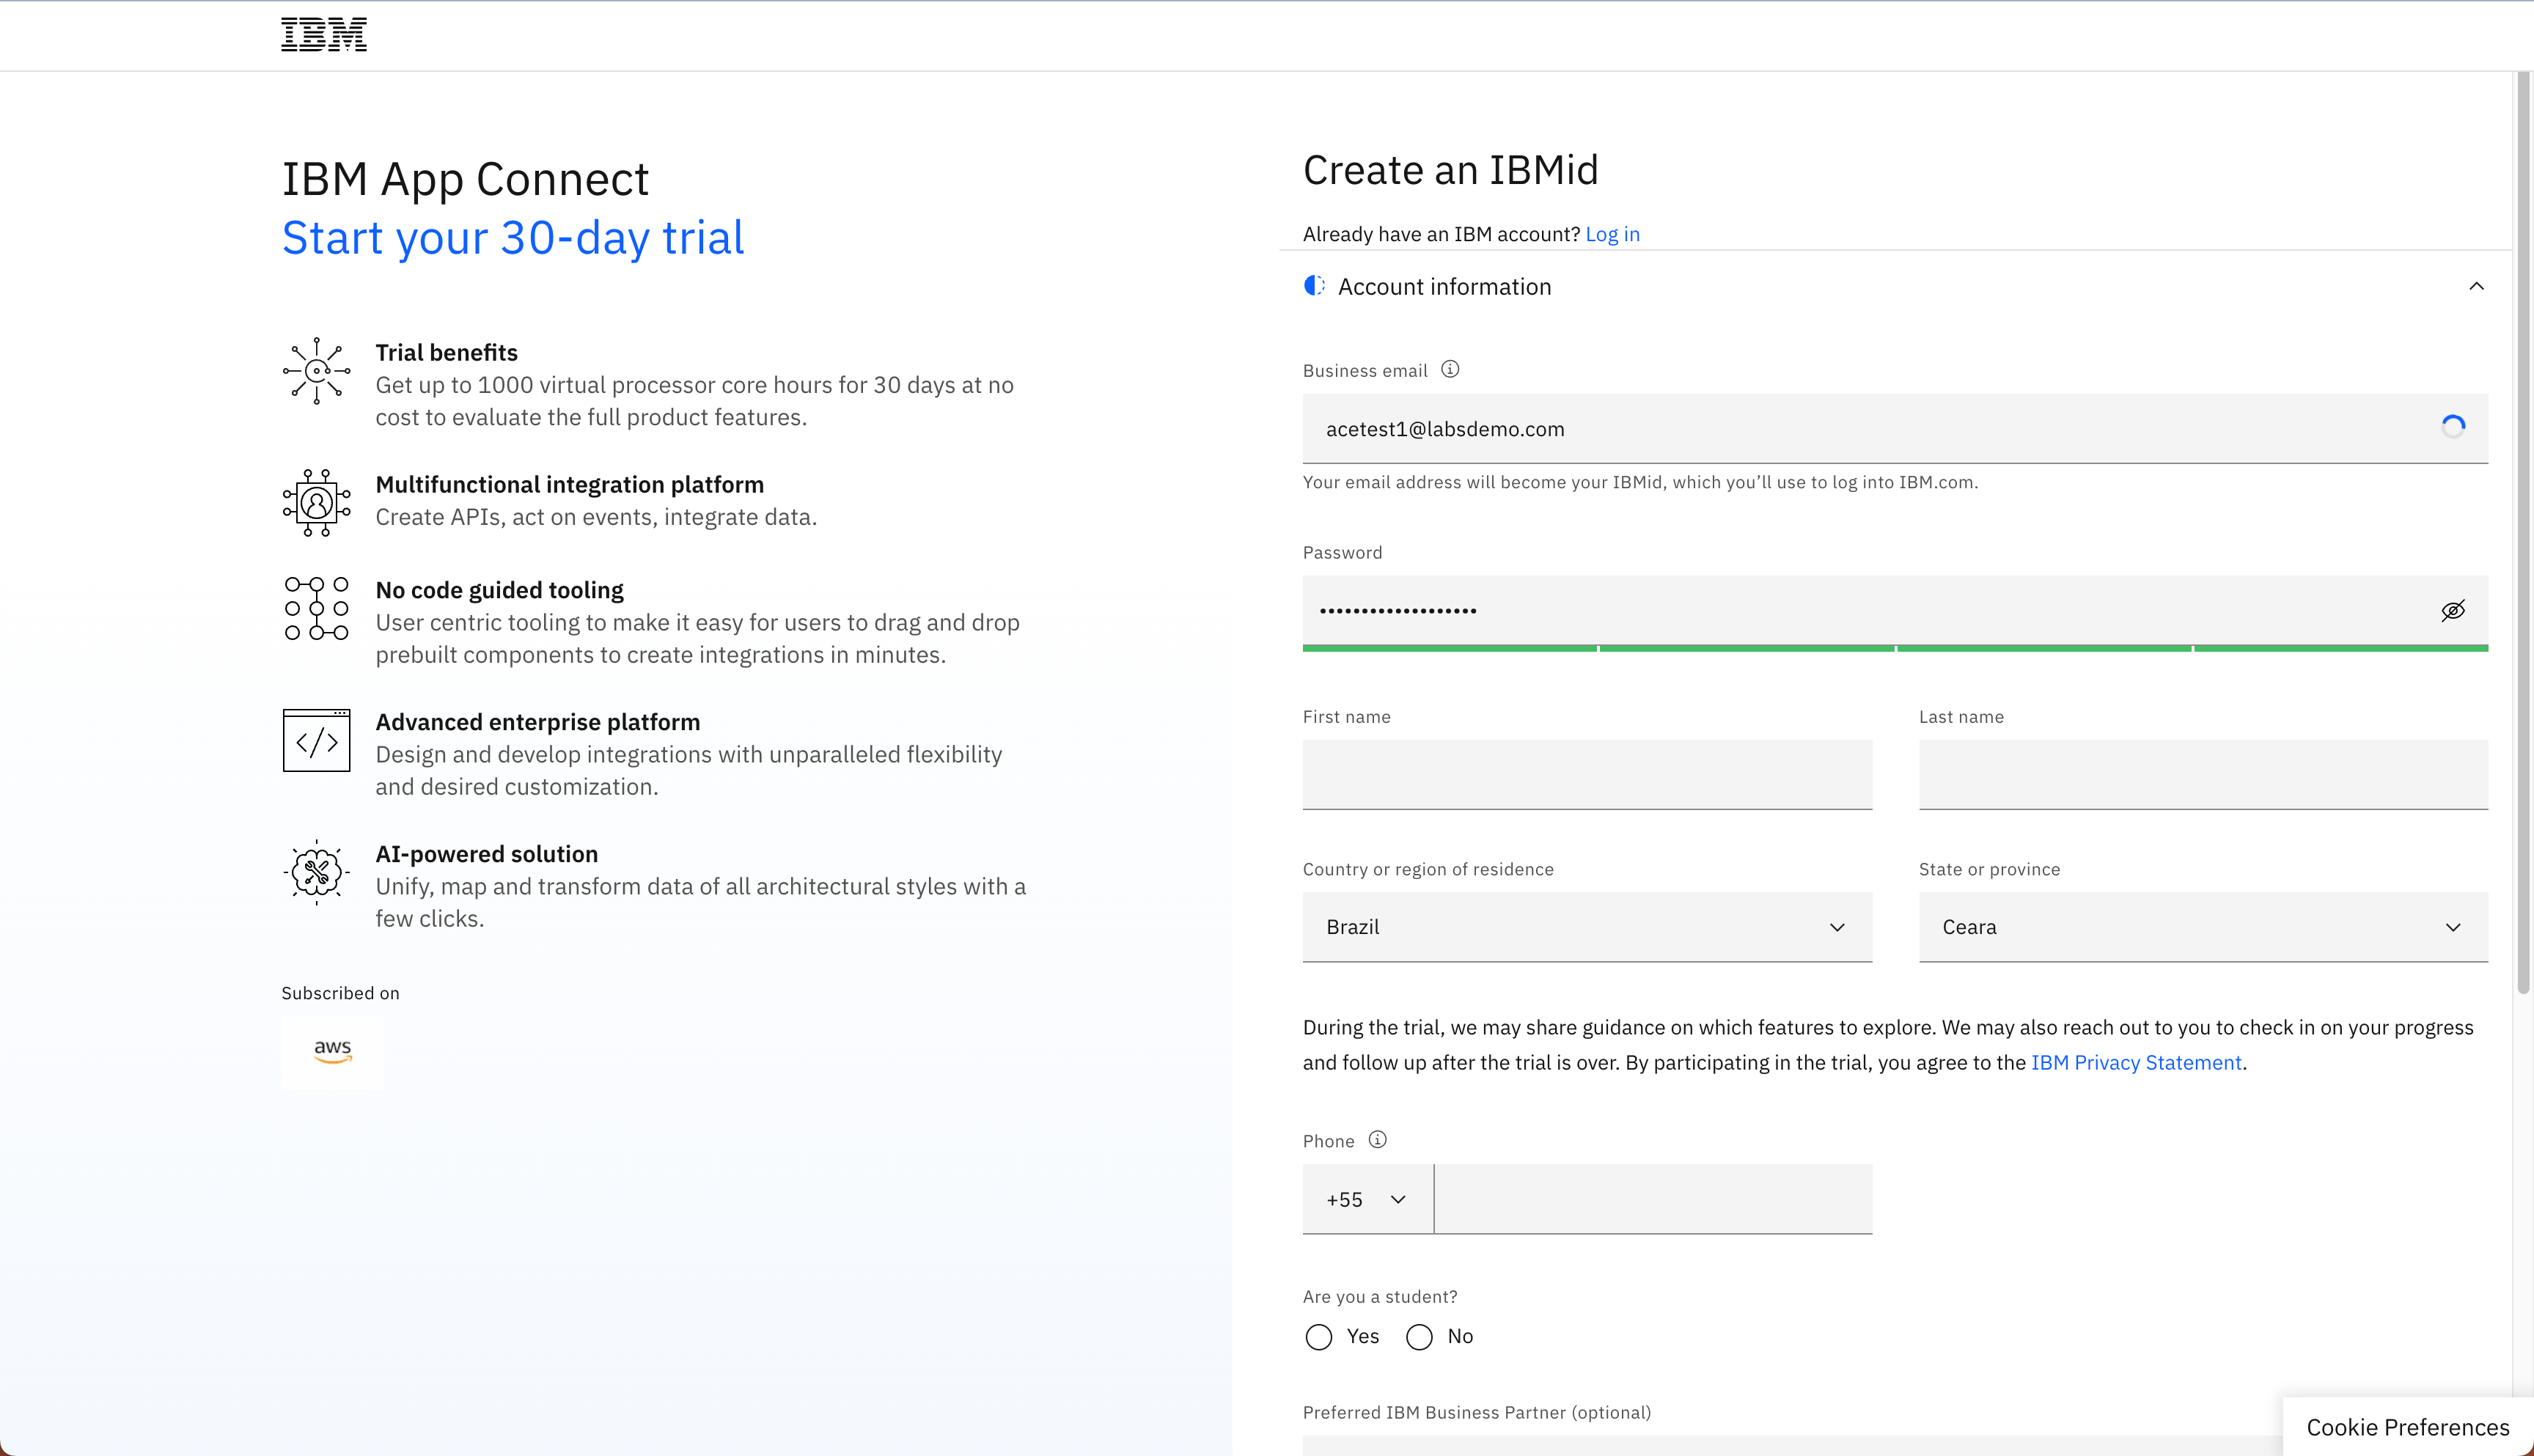 IBM
IBM App Connect
Start your 30-day trial
Trial benefits
Get up to 1000 virtual processor core hours for 30 days at no
cost to evaluate the full product features.
Multifunctional integration platform
Create APIs, act on events, integrate data.
No code guided tooling
User centric tooling to make it easy for users to drag and drop
prebuilt components to create integrations in minutes.
Advanced enterprise platform
Design and develop integrations with unparalleled flexibility
and desired customization.
AI-powered solution
Unify, map and transform data of all architectural styles with a
few clicks.
Subscribed on
aws
Create an IBMid
Already have an IBM account? Log in
Account information
Business email
acetest1@labsdemo.com
Your email address will become your IBMid, which you’ll use to log into IBM.com.
Password
•••••••••••••••••••
First name
Last name
Country or region of residence
State or province
Brazil
Ceara
During the trial, we may share guidance on which features to explore. We may also reach out to you to check in on your progress
and follow up after the trial is over. By participating in the trial, you agree to the IBM Privacy Statement.
Phone
+55
Are you a student?
Yes No
Preferred IBM Business Partner (optional)
Cookie Preferences